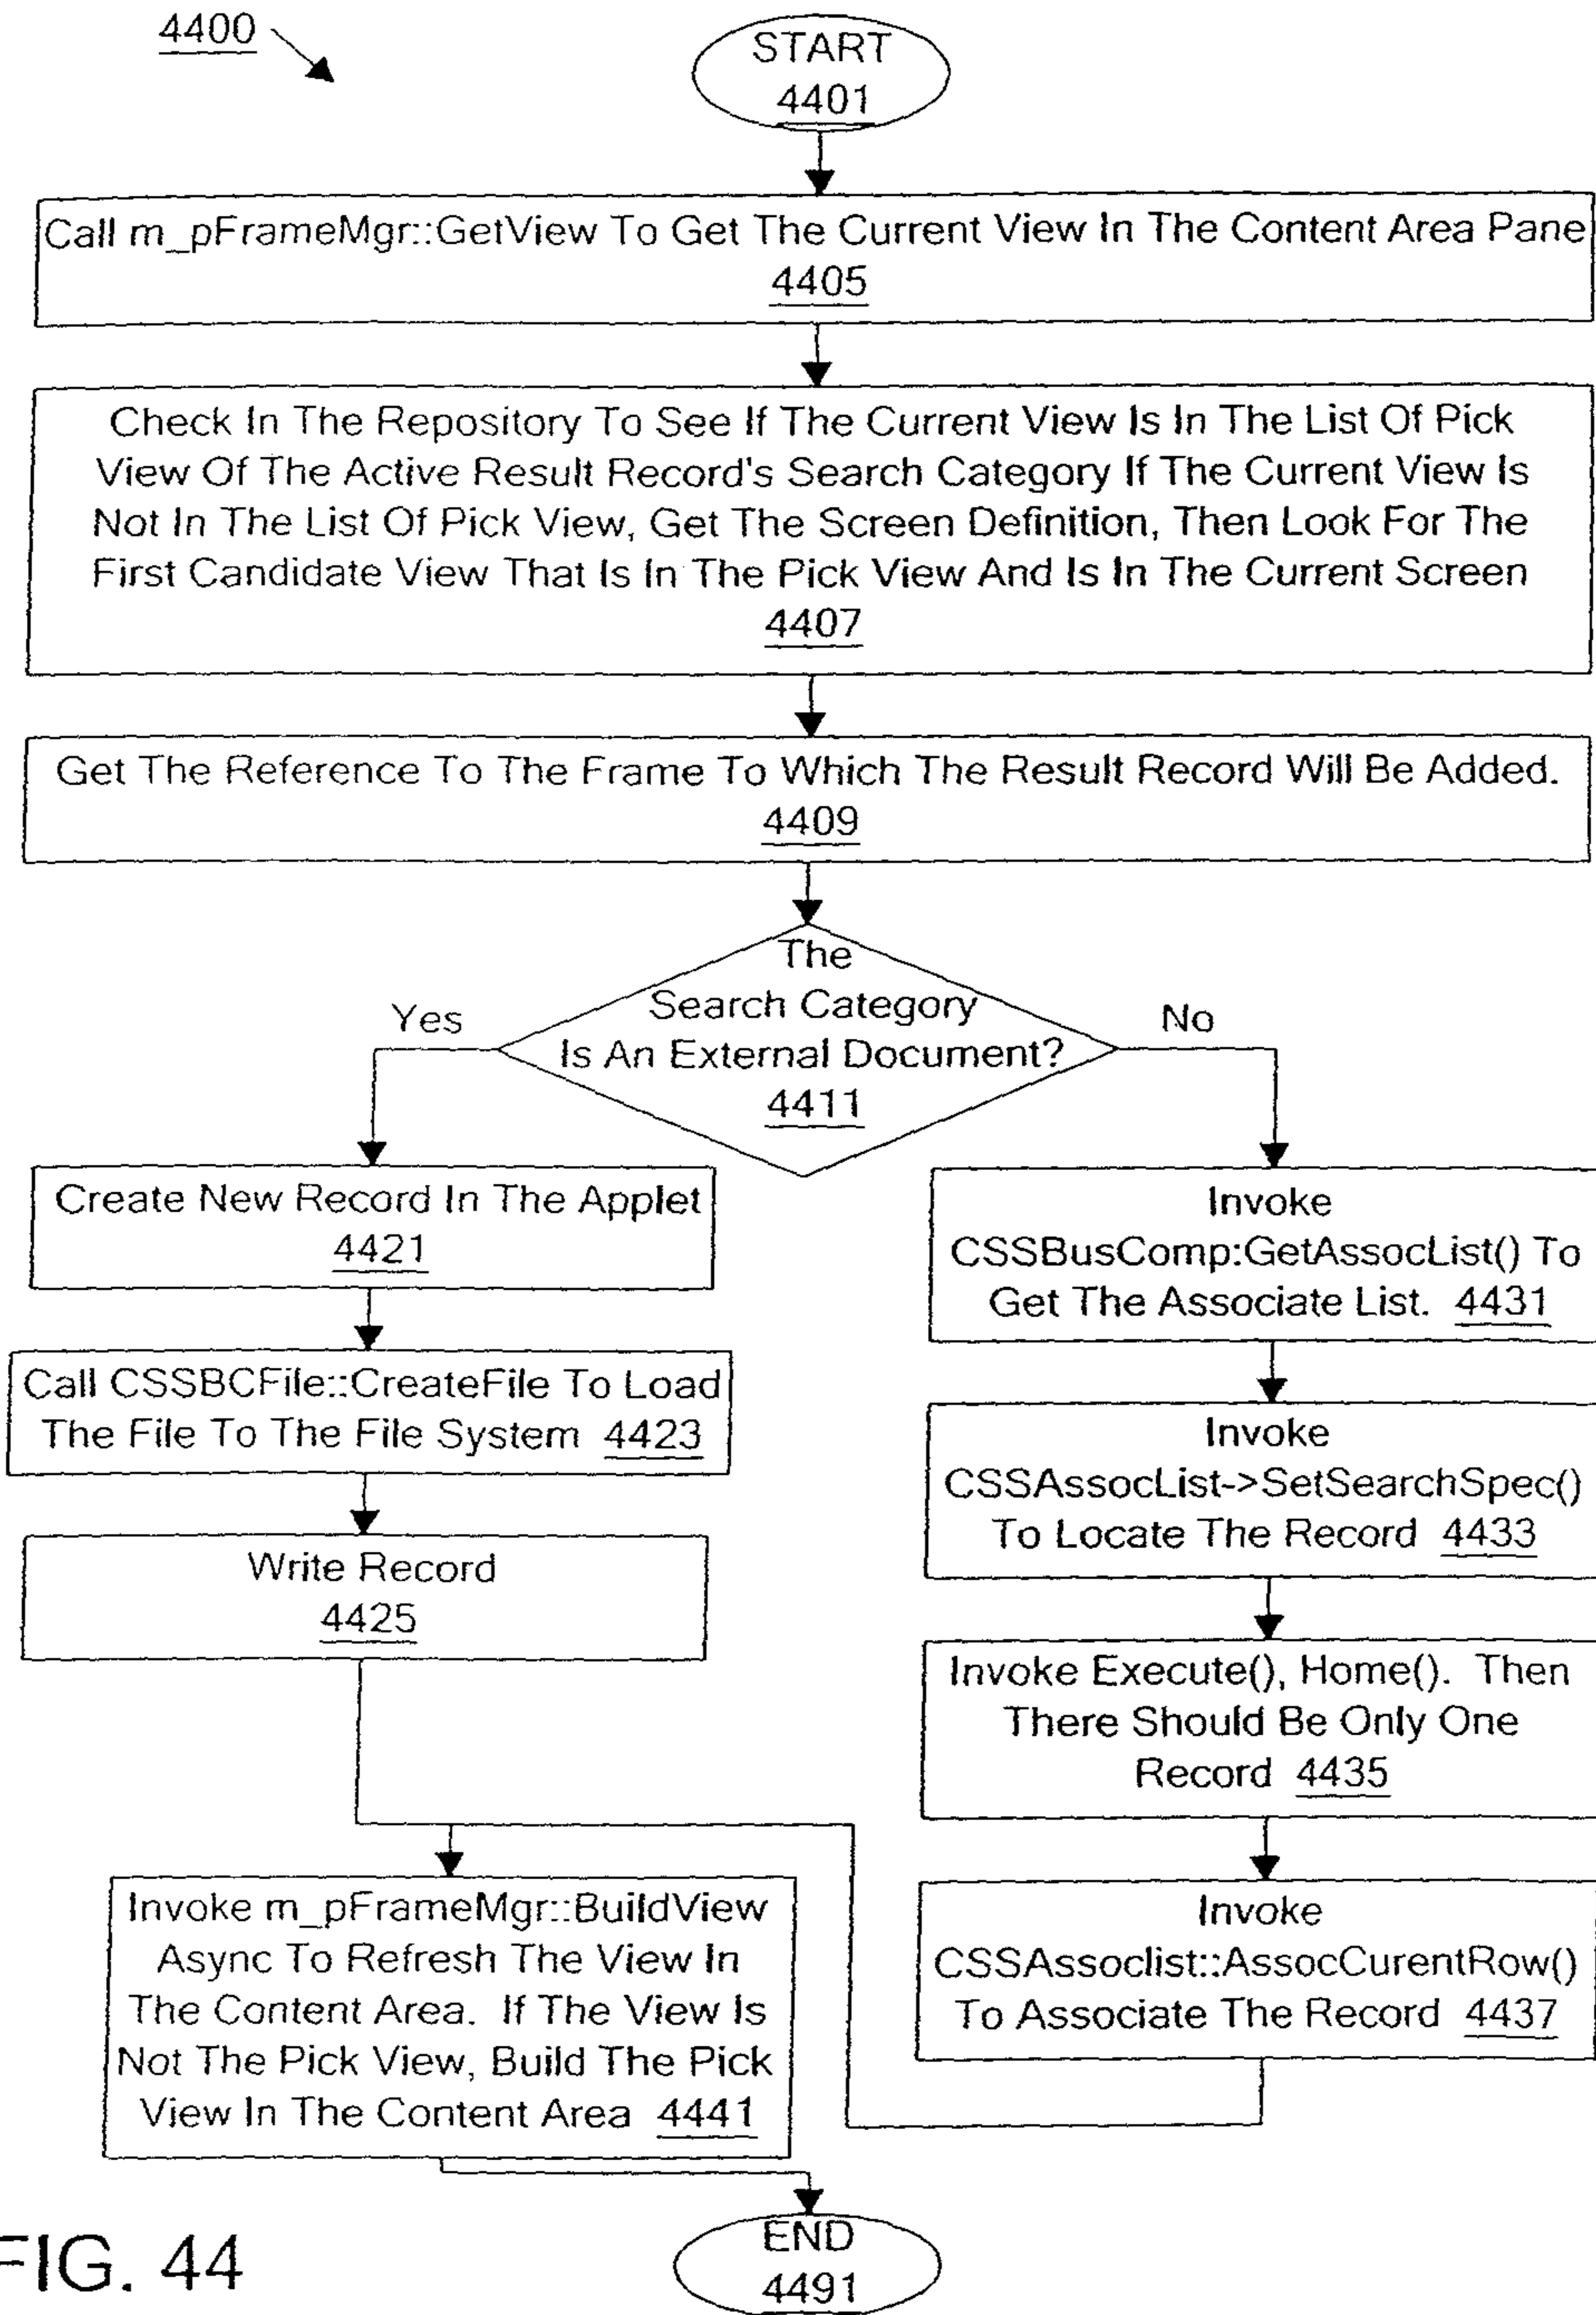 4400
START
4401
Call m_pFrameMgr::GetView To Get The Current View In The Content Area Pane
4405
Check In The Repository To See If The Current View Is In The List Of Pick
View Of The Active Result Record's Search Category If The Current View Is
Not In The List Of Pick View, Get The Screen Definition, Then Look For The
First Candidate View That Is In The Pick View And Is In The Current Screen
4407
Get The Reference To The Frame To Which The Result Record Will Be Added.
4409
The
Search Category
Is An External Document?
4411
Yes
No
Create New Record In The Applet
4421
Call CSSBCFile::CreateFile To Load
The File To The File System 4423
Write Record
4425
Invoke
CSSBusComp:GetAssocList() To
Get The Associate List. 4431
Invoke
CSSAssocList->SetSearchSpec()
To Locate The Record 4433
Invoke Execute(), Home(). Then
There Should Be Only One
Record 4435
Invoke
CSSAssoclist::AssocCurentRow()
To Associate The Record 4437
Invoke m_pFrameMgr::BuildView
Async To Refresh The View In
The Content Area. If The View Is
Not The Pick View, Build The Pick
View In The Content Area 4441
END
4491
FIG. 44